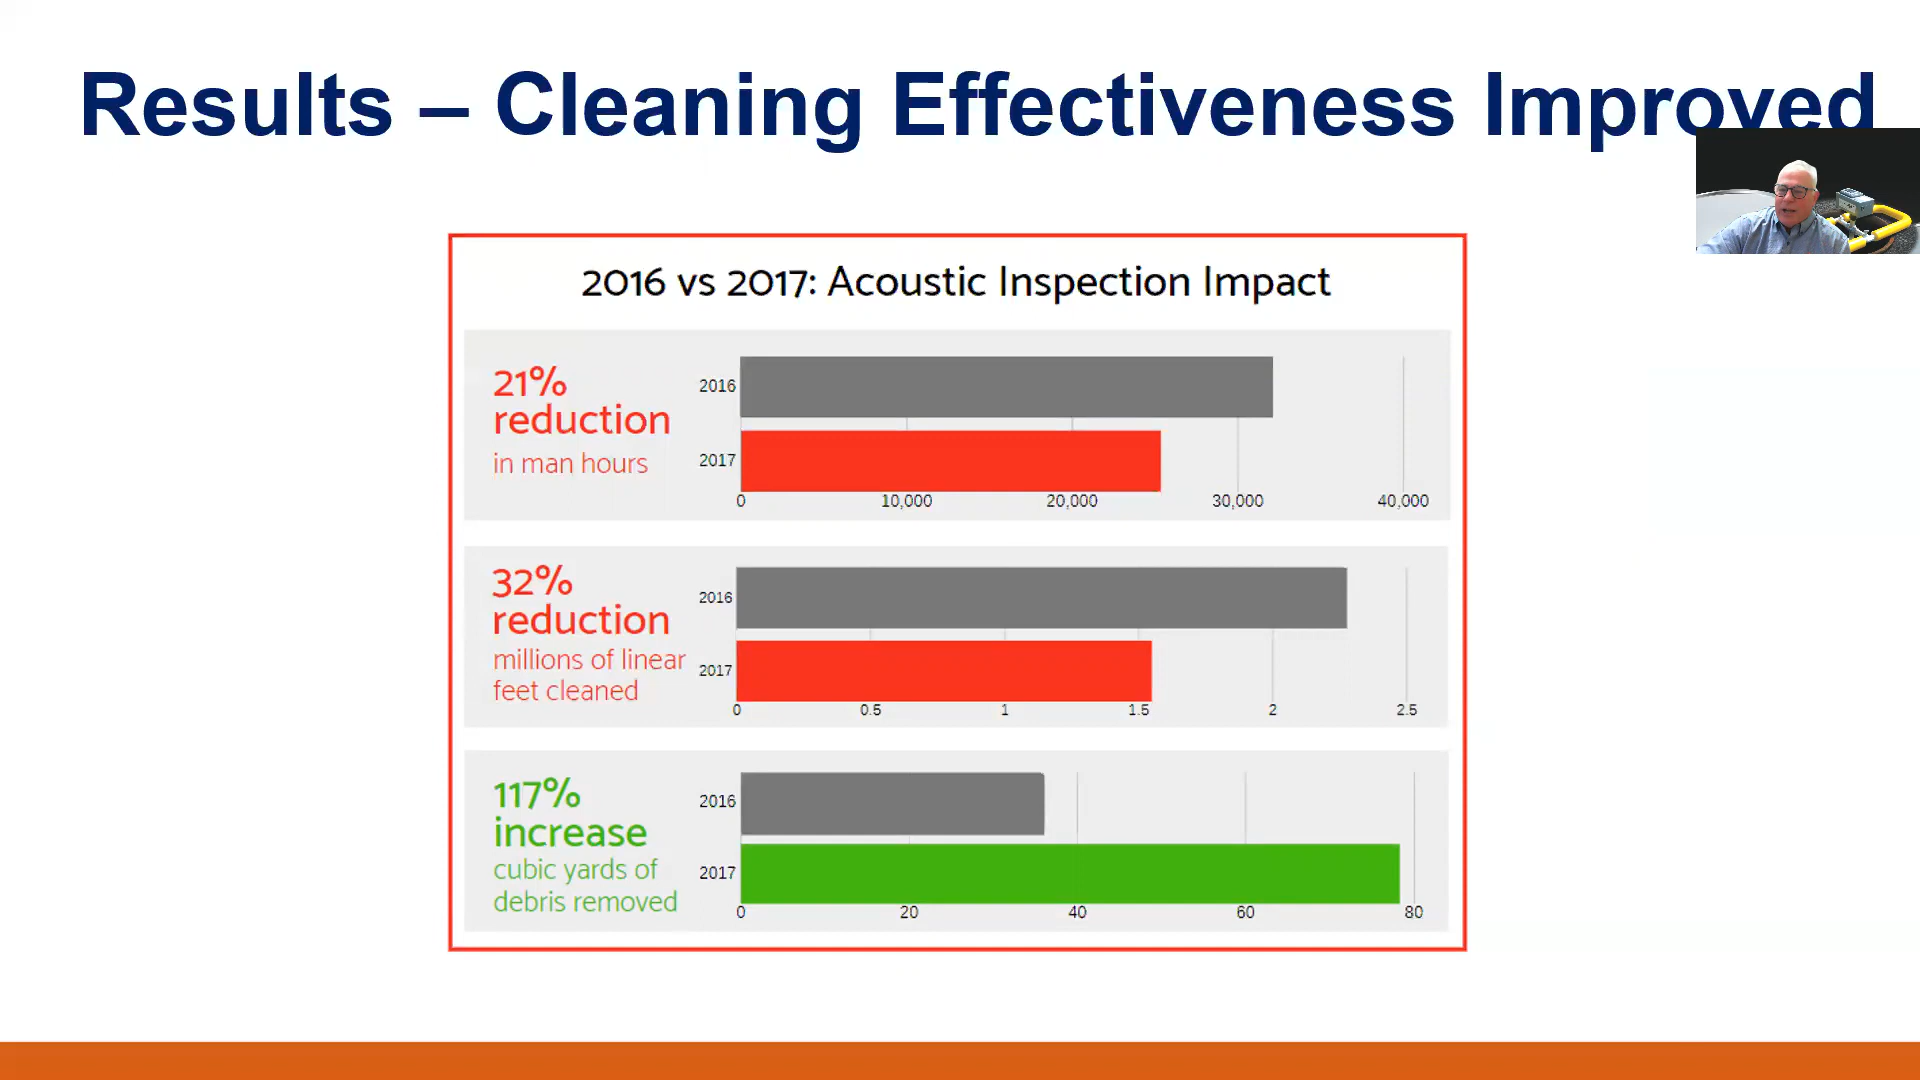 Results – Cleaning Effectiveness Improved
2016 vs 2017: Acoustic Inspection Impact
21%
reduction
in man hours
2016
2017
0 10,000 20,000 30,000 40,000
32%
reduction
millions of linear
feet cleaned
2016
2017
0 0.5 1 1.5 2 2.5
117%
increase
cubic yards of
debris removed
2016
2017
0 20 40 60 80